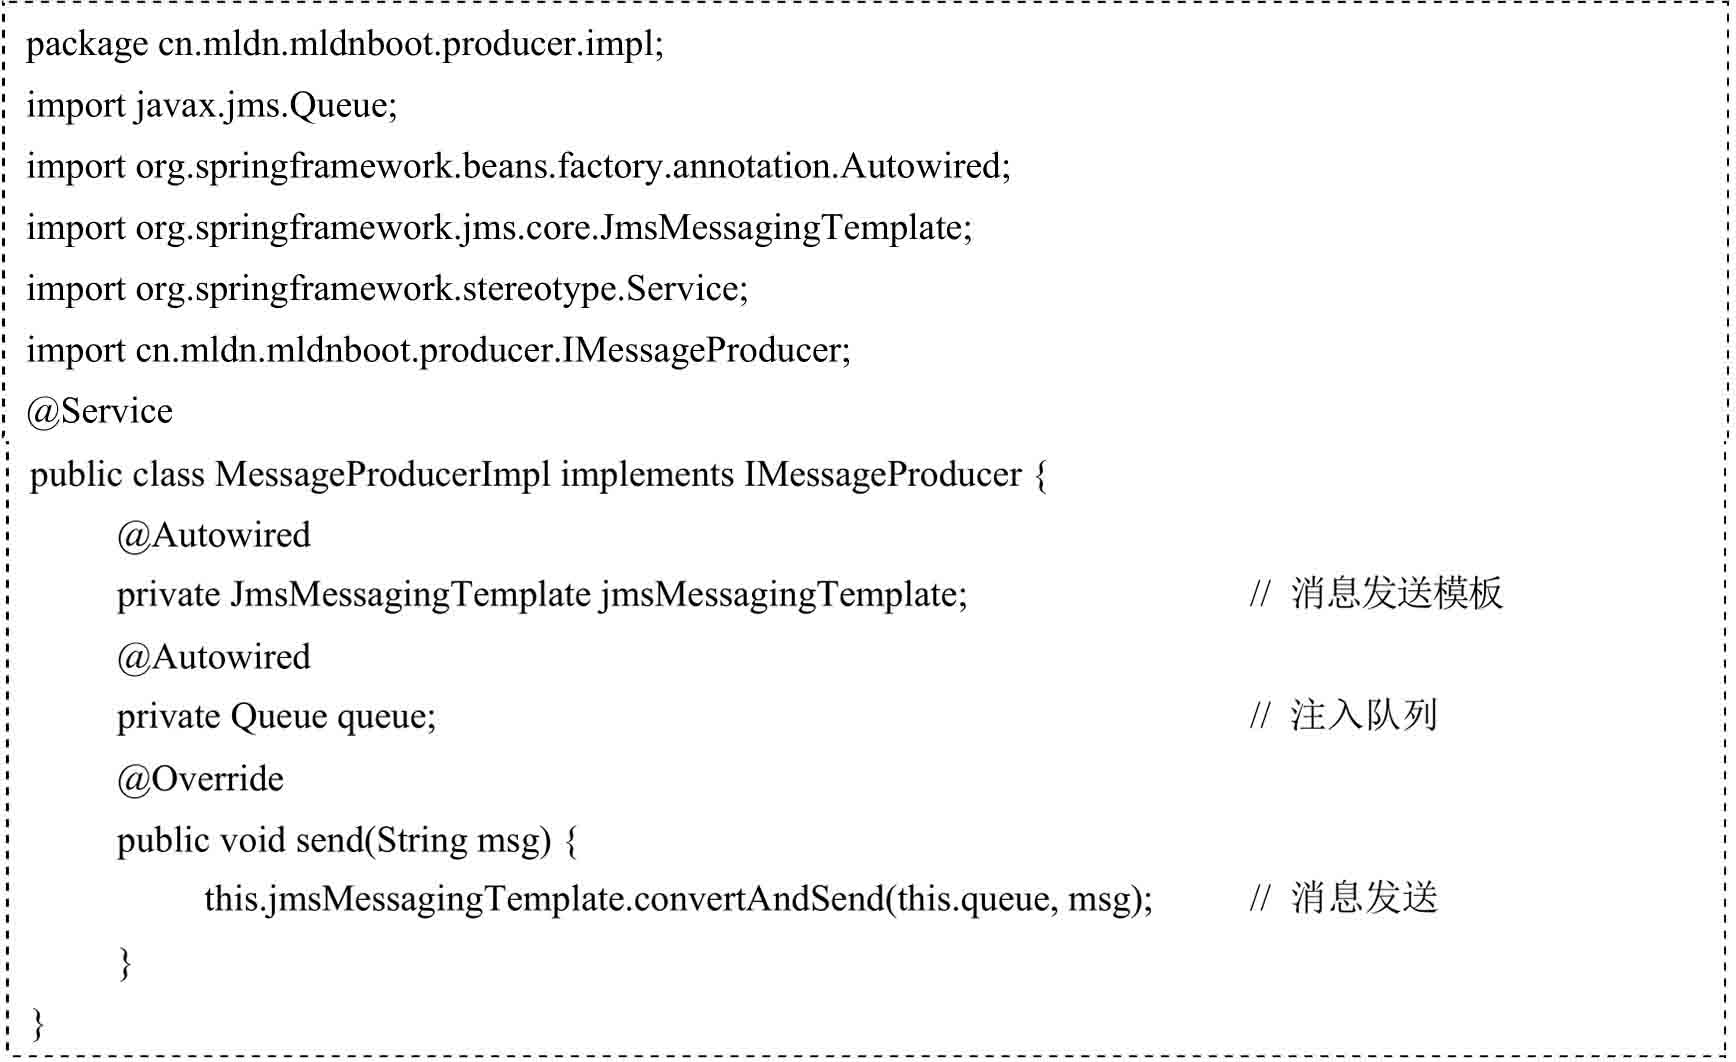 package cn.mldn.mldnboot.producer.impl;
import javax.jms.Queue;
import org.springframework.beans.factory.annotation.Autowired;
import org.springframework.jms.core.JmsMessagingTemplate;
import org.springframework.stereotype.Service;
import cn.mldn.mldnboot.producer.IMessageProducer;
@Service
public class MessageProducerImpl implements IMessageProducer {
@Autowired
private JmsMessagingTemplate jmsMessagingTemplate; // 消息发送模板
@Autowired
private Queue queue; // 注入队列
@Override
public void send(String msg) {
this.jmsMessagingTemplate.convertAndSend(this.queue, msg); // 消息发送
}
}